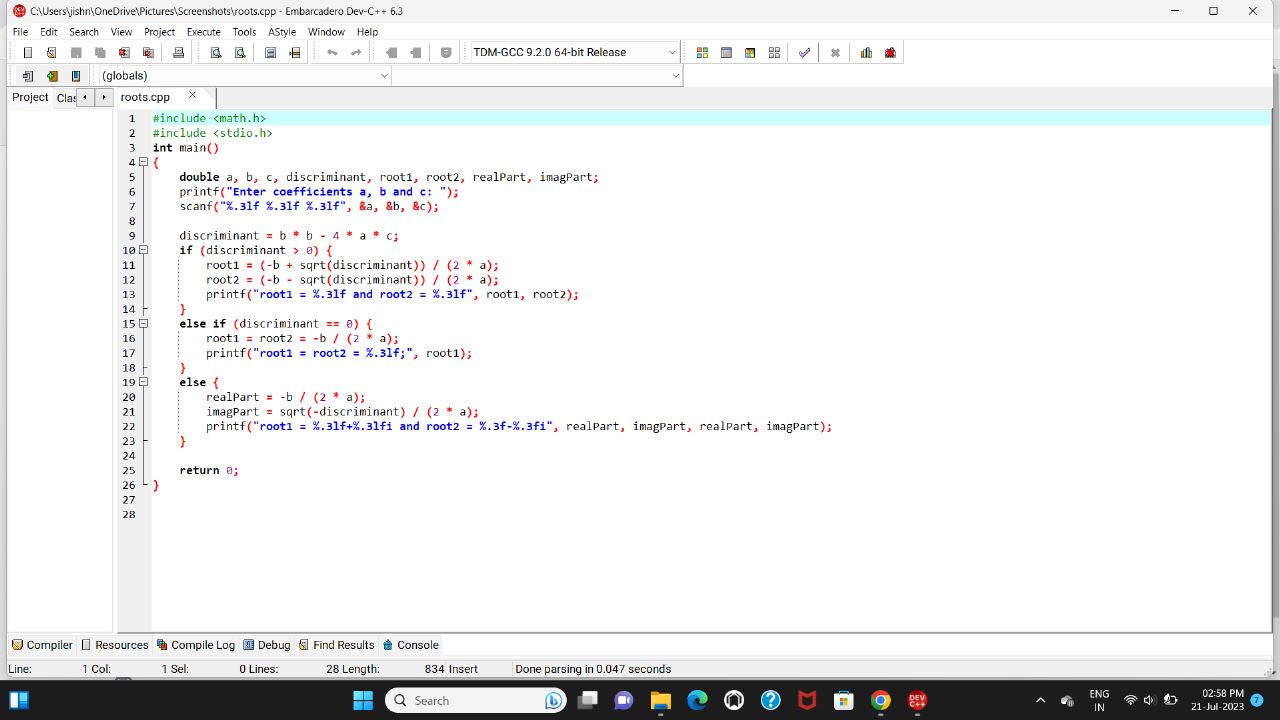 C:\Users\jishn\OneDrive\Pictures\Screenshots\roots.cpp - Embarcadero Dev-C++ 6.3
File Edit Search View Project Execute Tools AStyle Window Help
TDM-GCC 9.2.0 64-bit Release
(globals)
Project Clas roots.cpp
1 #include <math.h>
2 #include <stdio.h>
3 int main()
4 {
5     double a, b, c, discriminant, root1, root2, realPart, imagPart;
6     printf("Enter coefficients a, b and c: ");
7     scanf("%.3lf %.3lf %.3lf", &a, &b, &c);
8
9     discriminant = b * b - 4 * a * c;
10     if (discriminant > 0) {
11         root1 = (-b + sqrt(discriminant)) / (2 * a);
12         root2 = (-b - sqrt(discriminant)) / (2 * a);
13         printf("root1 = %.3lf and root2 = %.3lf", root1, root2);
14     }
15     else if (discriminant == 0) {
16         root1 = root2 = -b / (2 * a);
17         printf("root1 = root2 = %.3lf;", root1);
18     }
19     else {
20         realPart = -b / (2 * a);
21         imagPart = sqrt(-discriminant) / (2 * a);
22         printf("root1 = %.3lf+%.3lfi and root2 = %.3f-%.3fi", realPart, imagPart, realPart, imagPart);
23     }
24
25     return 0;
26 }
27
28
Compiler Resources Compile Log Debug Find Results Console
Line: 1 Col: 1 Sel: 0 Lines: 28 Length: 834 Insert Done parsing in 0.047 seconds
Search DEV C++ ENG 02:58 PM
IN 21-Jul-2023 7